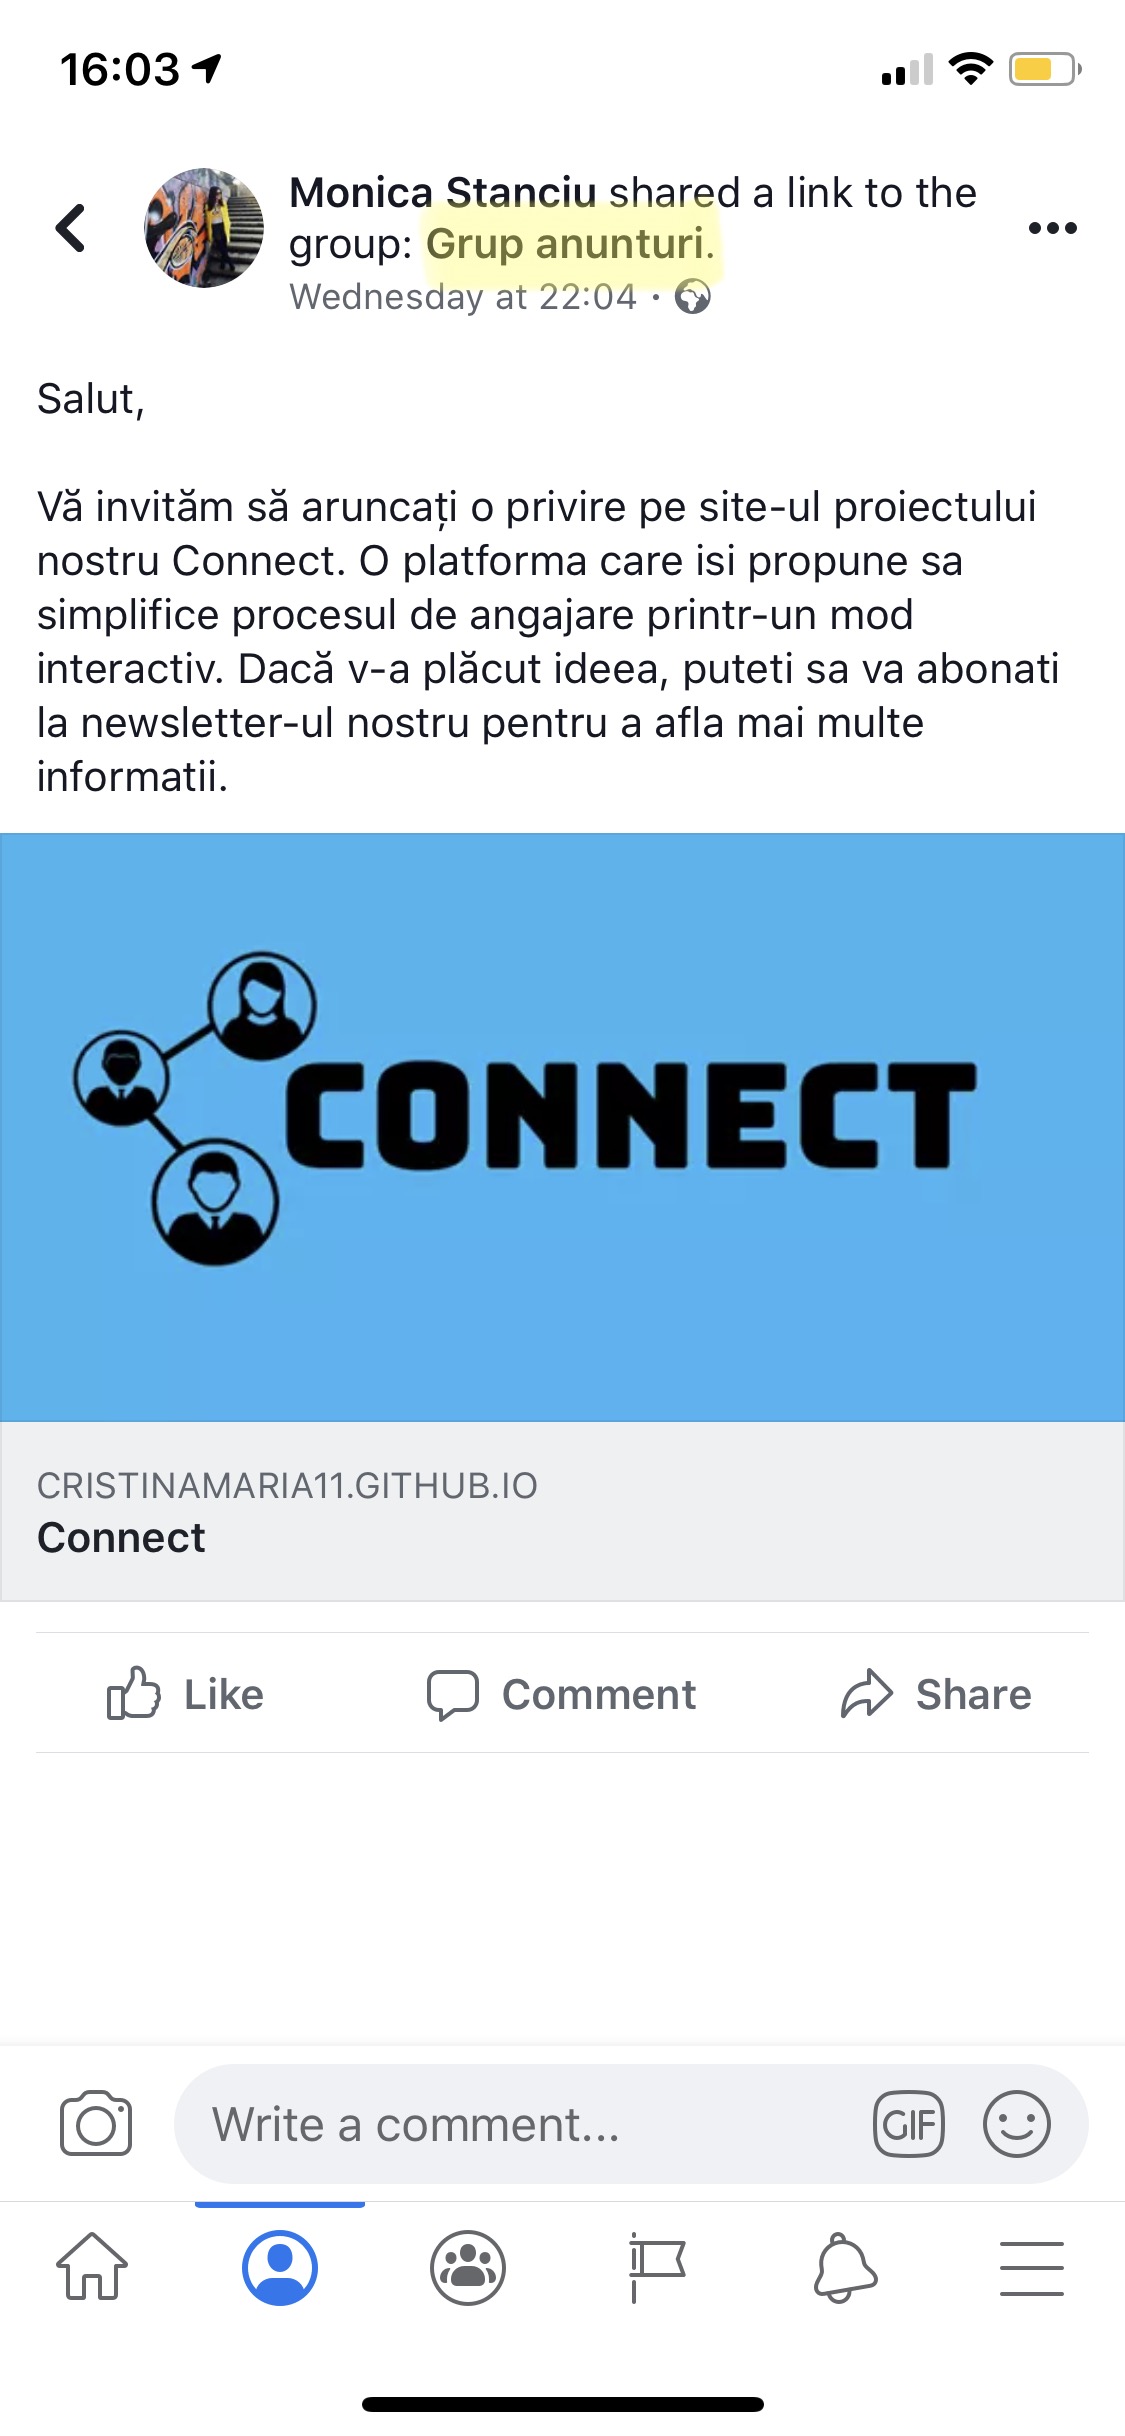 16:03
Monica Stanciu shared a link to the
group: Grup anunturi.
Wednesday at 22:04 ·
Salut,
Vă invităm să aruncați o privire pe site-ul proiectului
nostru Connect. O platforma care isi propune sa
simplifice procesul de angajare printr-un mod
interactiv. Dacă v-a plăcut ideea, puteti sa va abonati
la newsletter-ul nostru pentru a afla mai multe
informatii.
CONNECT
CRISTINAMARIA11.GITHUB.IO
Connect
Like Comment Share
Write a comment... GIF